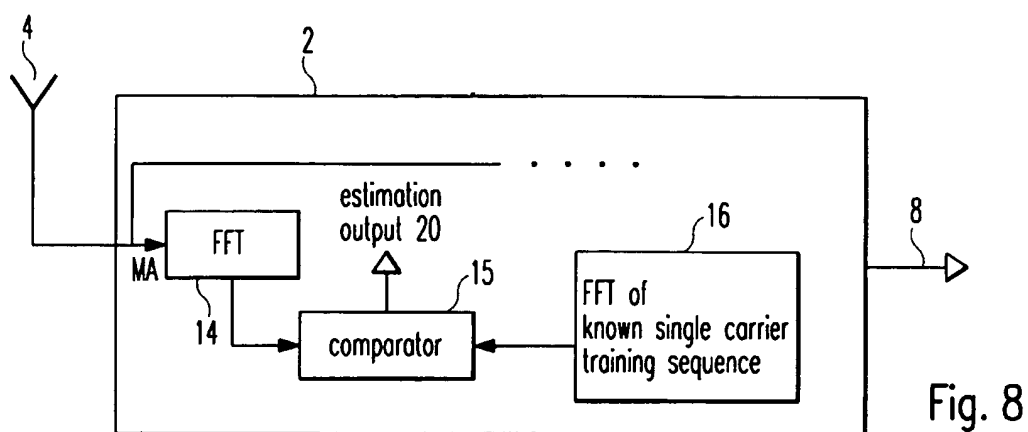 4
2
estimation
output 20
16
8
FFT
MA
14
15
comparator
FFT of
known single carrier
training sequence
Fig. 8